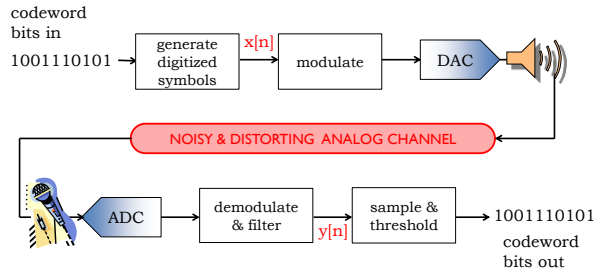 codeword
bits in
1001110101
generate
digitized
symbols
x[n]
modulate
DAC
NOISY & DISTORTING ANALOG CHANNEL
ADC
demodulate
& filter
y[n]
sample &
threshold
1001110101
codeword
bits out